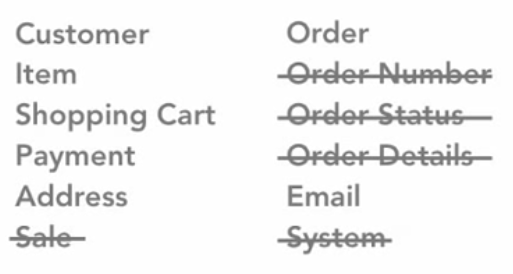 Customer
Item
Shopping Cart
Payment
Address
Sale
Order
Order Number
Order Status
Order Details
Email
System